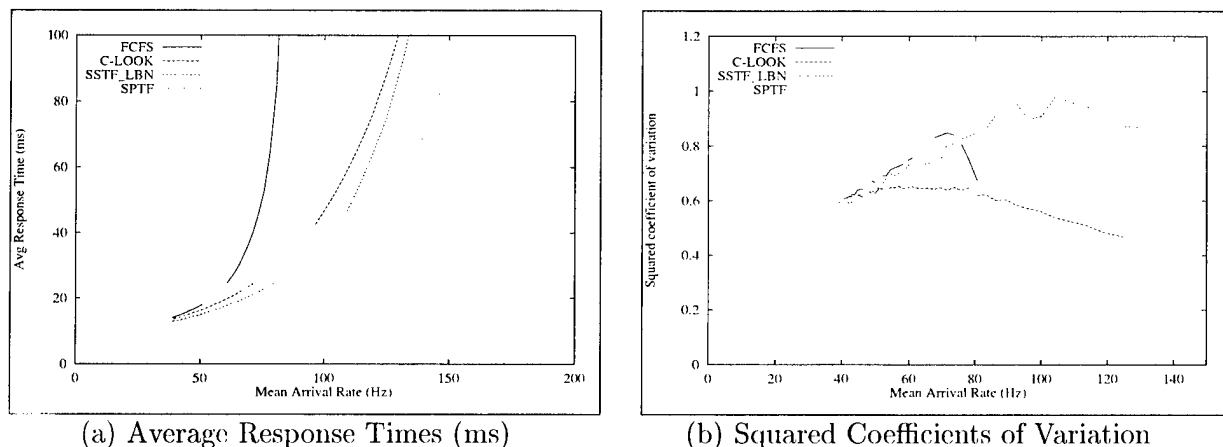 100
80
60
40
20
0
Avg Response Time (ms)
FCFS
C-LOOK
SSTF_LBN
SPTF
0
50
100
150
200
Mean Arrival Rate (Hz)
(a) Average Response Times (ms)
1.2
1
0.8
0.6
0.4
0.2
0
Squared coefficient of variation
FCFS
C-LOOK
SSTF_LBN
SPTF
0
20
40
60
80
100
120
140
Mean Arrival Rate (Hz)
(b) Squared Coefficients of Variation